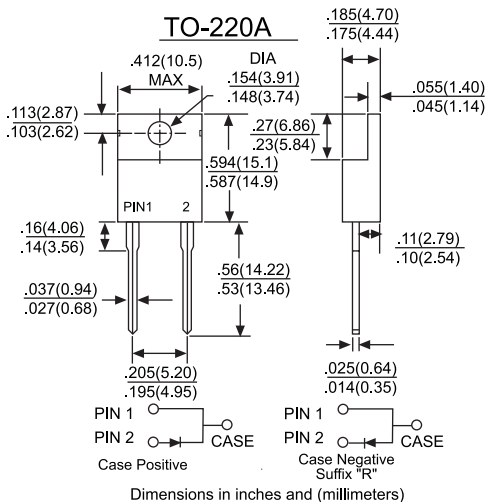 TO-220A
.412(10.5)
MAX
DIA
.154(3.91)
.148(3.74)
.185(4.70)
.175(4.44)
.113(2.87)
.103(2.62)
.055(1.40)
.045(1.14)
.27(6.86)
.23(5.84)
.594(15.1)
.587(14.9)
PIN1 2
.16(4.06)
.14(3.56)
.11(2.79)
.10(2.54)
.56(14.22)
.53(13.46)
.037(0.94)
.027(0.68)
.205(5.20)
.195(4.95)
.025(0.64)
.014(0.35)
PIN 1
PIN 2
CASE
Case Positive
PIN 1
PIN 2
CASE
Case Negative
Suffix "R"
Dimensions in inches and (millimeters)